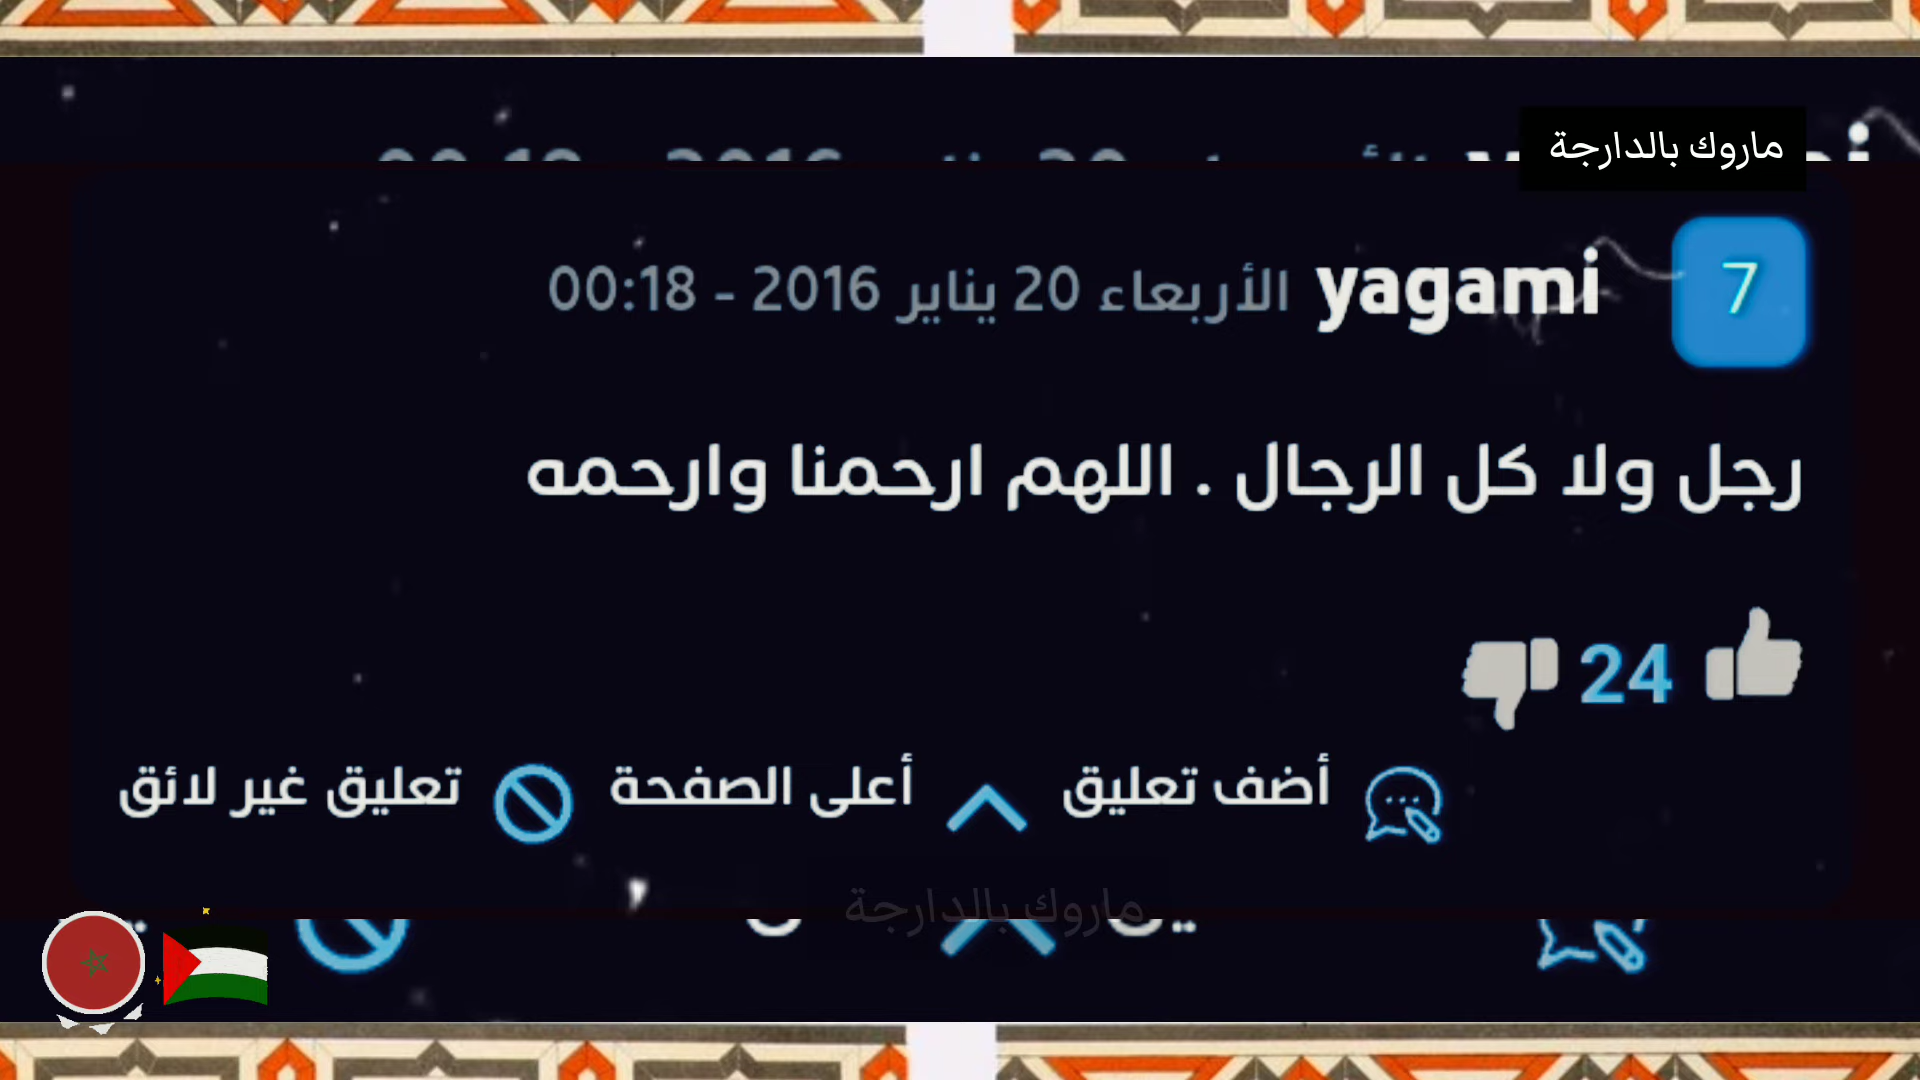 ماروك بالدارجة
7 yagami الأربعاء 20 يناير 2016 - 00:18
رجل ولا كل الرجال . اللهم ارحمنا وارحمه
24
أضف تعليق أعلى الصفحة تعليق غير لائق
ماروك بالدارجة